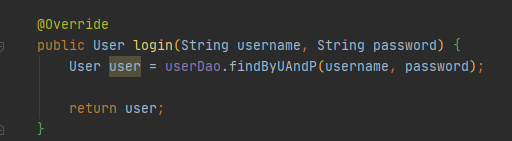 @Override
public User login(String username, String password) {
User user = userDao.findByUAndP(username, password);
return user;
}